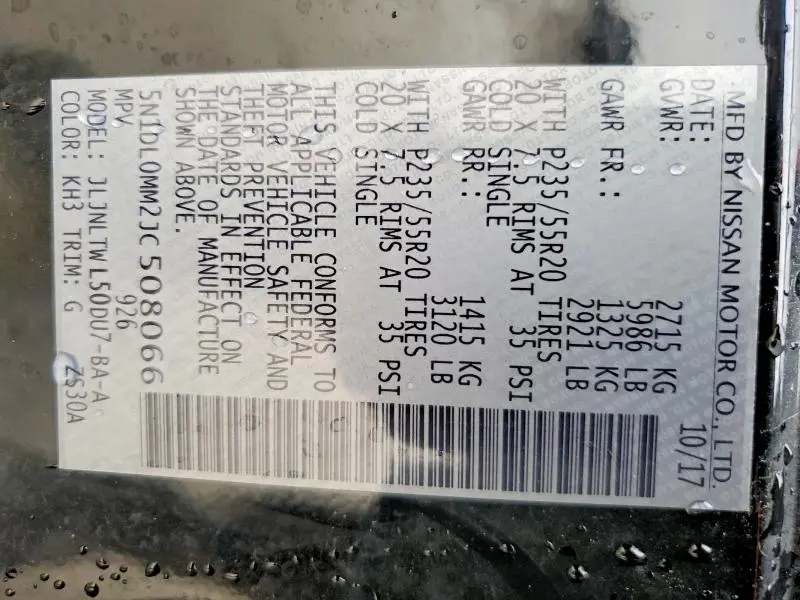 MFD BY NISSAN MOTOR CO., LTD.
DATE: 10/17
GVWR: 2715 KG
5986 LB
GAWR FR.: 1325 KG
2921 LB
WITH P235/55R20 TIRES
20 X 7.5 RIMS AT 35 PSI
COLD SINGLE
GAWR RR.: 1415 KG
3120 LB
WITH P235/55R20 TIRES
20 X 7.5 RIMS AT 35 PSI
COLD SINGLE
THIS VEHICLE CONFORMS TO
ALL APPLICABLE FEDERAL
MOTOR VEHICLE SAFETY AND
THEFT PREVENTION
STANDARDS IN EFFECT ON
THE DATE OF MANUFACTURE
SHOWN ABOVE.
5N1DL0MM2JC508066
MPV 926
MODEL: JLJNLTWL50DU7-BA-A
COLOR: KH3 TRIM: G ZS30A